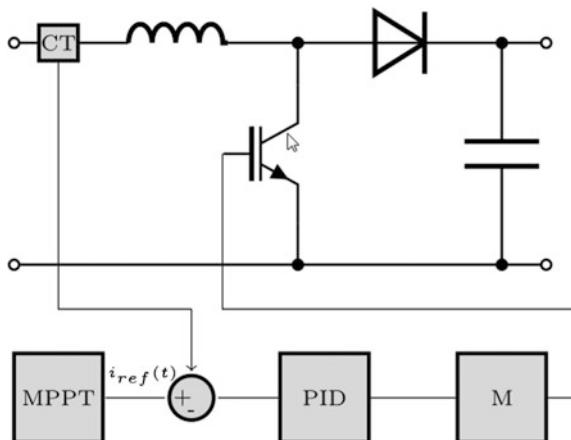 CT
i_ref(t)
MPPT
+
-
PID
M